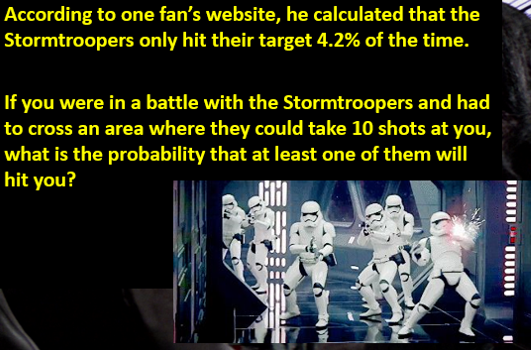 According to one fan's website, he calculated that the
Stormtroopers only hit their target 4.2% of the time.
If you were in a battle with the Stormtroopers and had
to cross an area where they could take 10 shots at you,
what is the probability that at least one of them will
hit you?